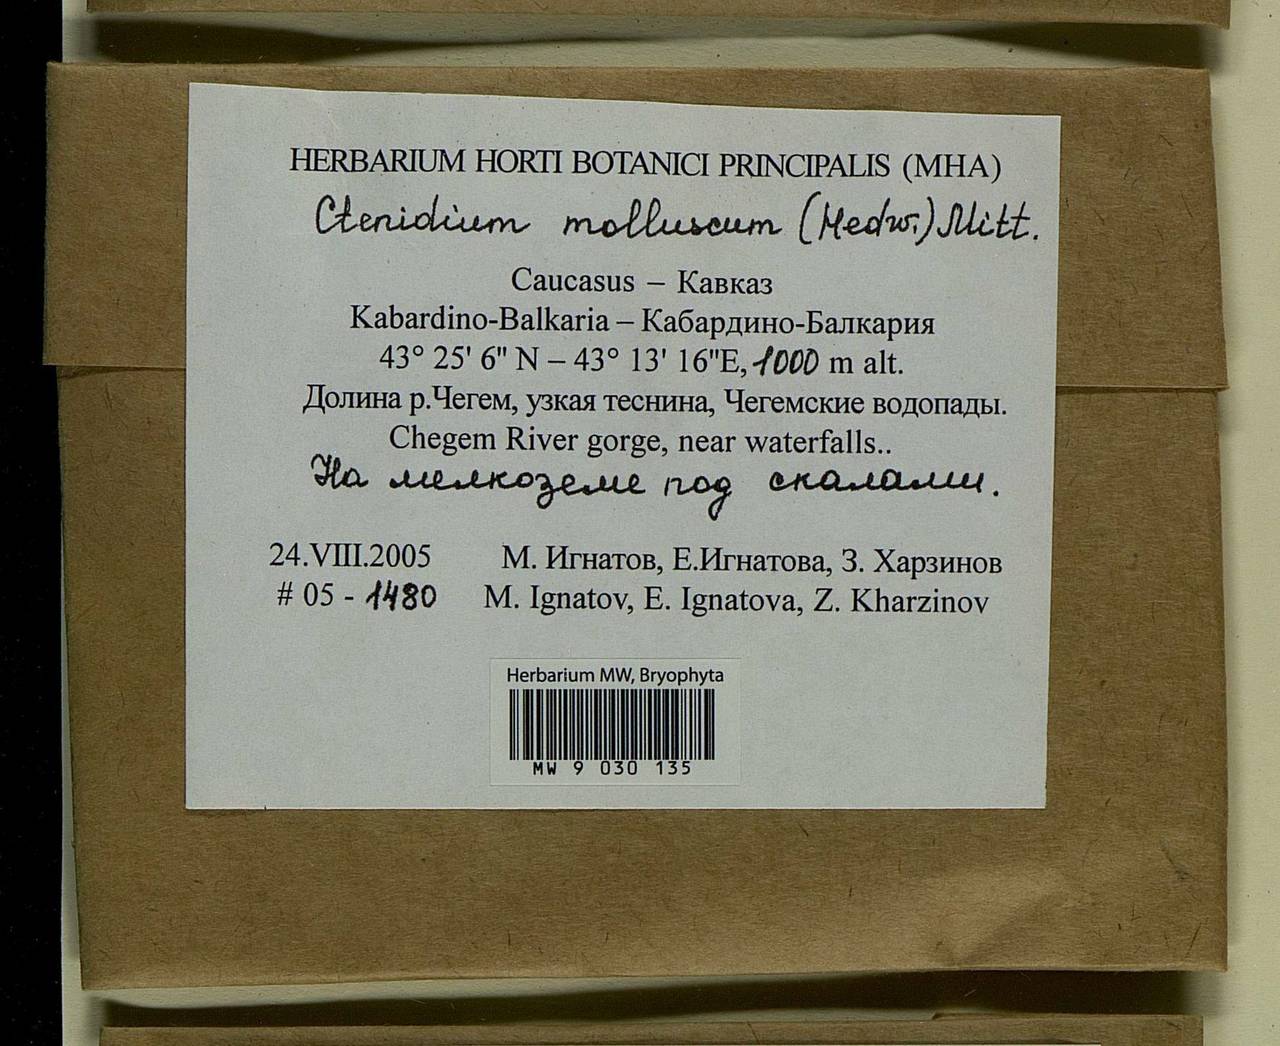 HERBARIUM HORTI BOTANICI PRINCIPALIS (MHA)
Ctenidium molluscum (Hedw.) Mitt.
Caucasus – Кавказ
Kabardino-Balkaria – Кабардино-Балкария
43° 25' 6" N – 43° 13' 16"E, 1000 m alt.
Долина р.Чегем, узкая теснина, Чегемские водопады.
Chegem River gorge, near waterfalls..
На мелкоземе под скалами.
24.VIII.2005 М. Игнатов, Е.Игнатова, З. Харзинов
# 05 - 1480 M. Ignatov, E. Ignatova, Z. Kharzinov
Herbarium MW, Bryophyta
MW 9 030 135